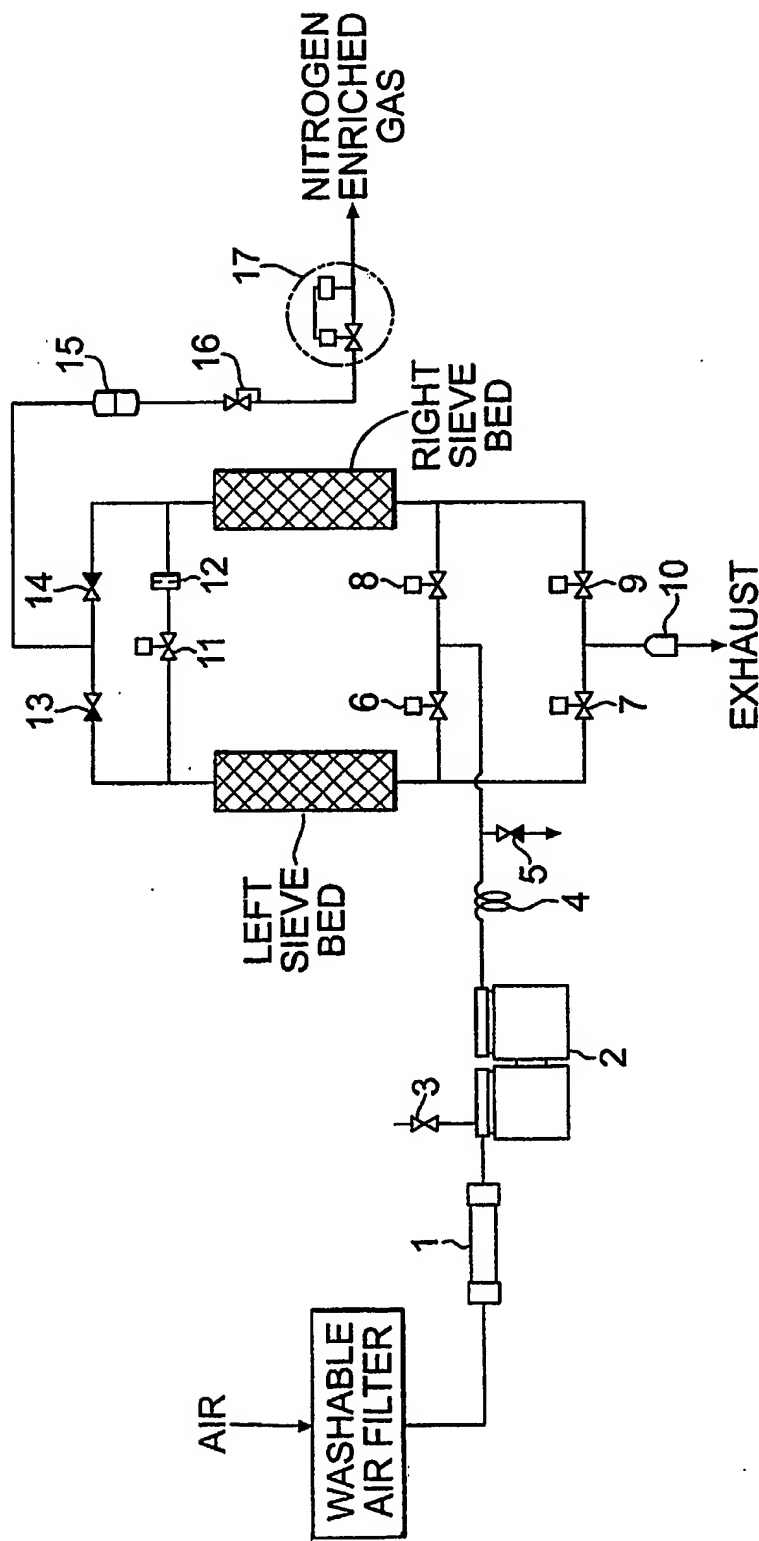 AIR
WASHABLE
AIR FILTER
1
3
2
4
5
LEFT
SIEVE
BED
6
7
8
9
10
EXHAUST
11
12
13
14
RIGHT
SIEVE
BED
15
16
17
NITROGEN
ENRICHED
GAS